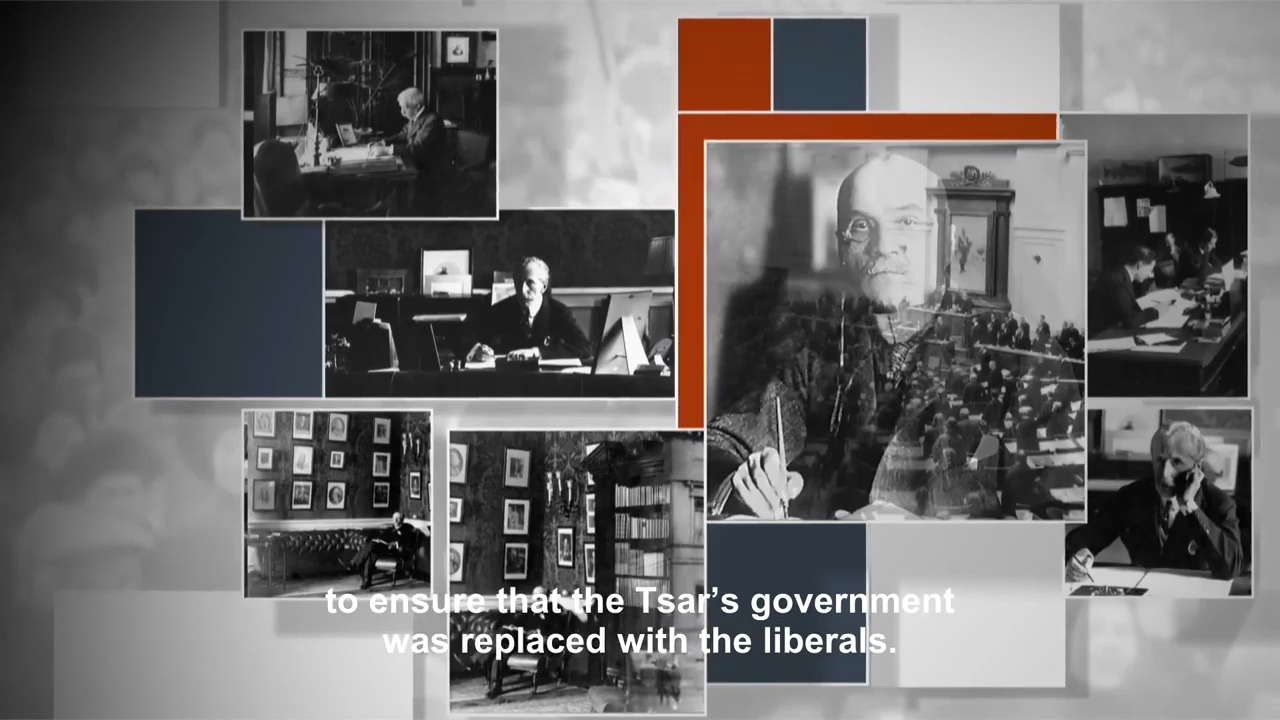 to ensure that the Tsar’s government
was replaced with the liberals.